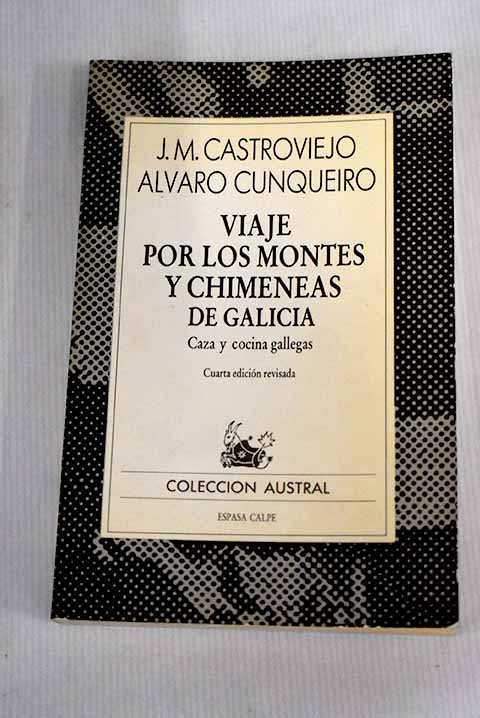 J. M. CASTROVIEJO
ALVARO CUNQUEIRO
VIAJE
POR LOS MONTES
Y CHIMENEAS
DE GALICIA
Caza y cocina gallegas
Cuarta edición revisada
COLECCION AUSTRAL
ESPASA CALPE